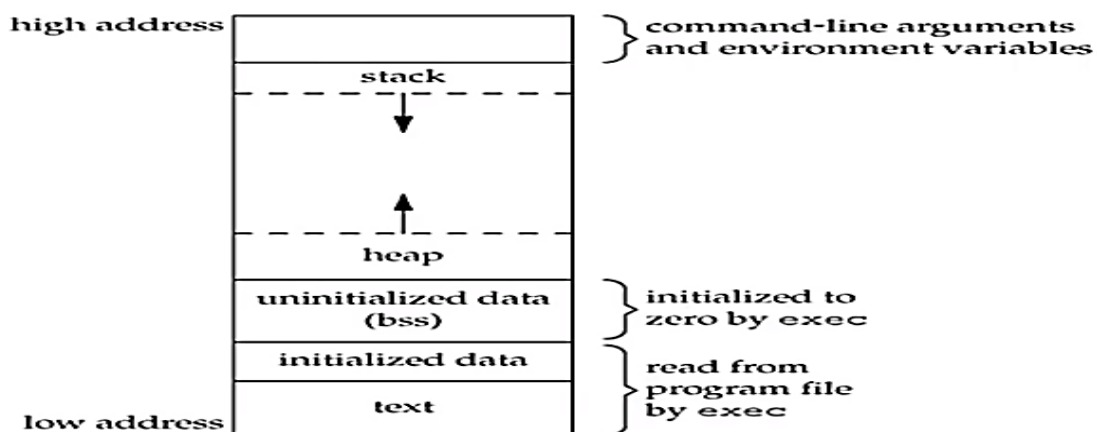 high address
command-line arguments
and environment variables
stack
heap
uninitialized data
(bss)
initialized to
zero by exec
initialized data
read from
program file
by exec
text
low address